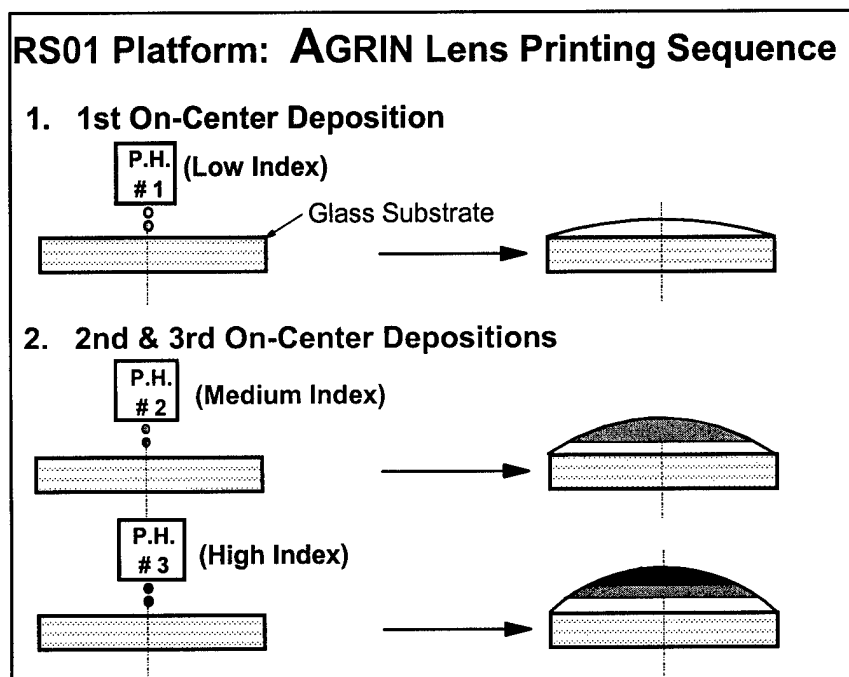 RS01 Platform: AGRIN Lens Printing Sequence
1. 1st On-Center Deposition
P.H.
# 1
(Low Index)
Glass Substrate
2. 2nd & 3rd On-Center Depositions
P.H.
# 2
(Medium Index)
P.H.
# 3
(High Index)